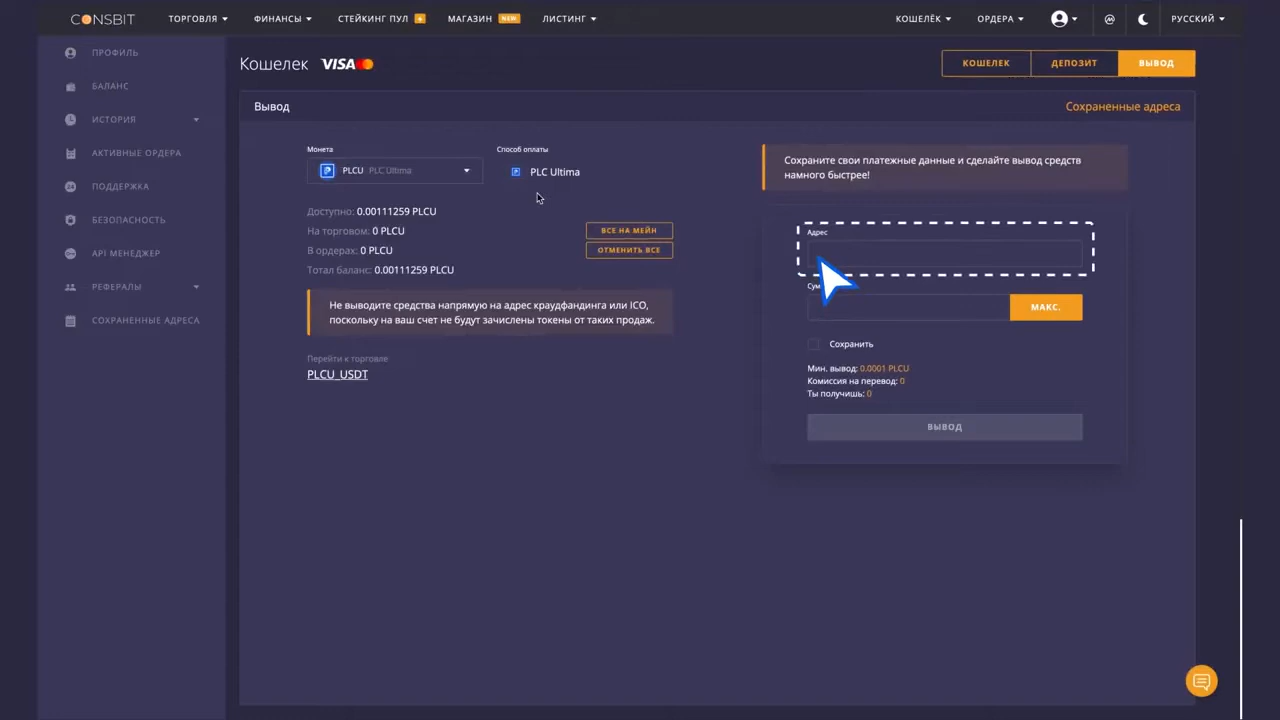 CONSBIT
ТОРГОВЛЯ
ФИНАНСЫ
СТЕЙКИНГ ПУЛ
МАГАЗИН NEW
ЛИСТИНГ
КОШЕЛЁК
ОРДЕРА
РУССКИЙ
ПРОФИЛЬ
БАЛАНС
ИСТОРИЯ
АКТИВНЫЕ ОРДЕРА
ПОДДЕРЖКА
БЕЗОПАСНОСТЬ
API МЕНЕДЖЕР
РЕФЕРАЛЫ
СОХРАНЕННЫЕ АДРЕСА
Кошелек VISA
КОШЕЛЕК
ДЕПОЗИТ
ВЫВОД
Вывод
Сохраненные адреса
Монета
PLCU PLC Ultima
Способ оплаты
PLC Ultima
Доступно: 0.00111259 PLCU
На торговом: 0 PLCU
ВСЕ НА МЕЙН
В ордерах: 0 PLCU
ОТМЕНИТЬ ВСЕ
Тотал баланс: 0.00111259 PLCU
Не выводите средства напрямую на адрес краудфандинга или ICO,
поскольку на ваш счет не будут зачислены токены от таких продаж.
Перейти к торговле
PLCU_USDT
Сохраните свои платежные данные и сделайте вывод средств
намного быстрее!
Адрес
МАКС.
Сохранить
Мин. вывод: 0.0001 PLCU
Комиссия на перевод: 0
Ты получишь: 0
ВЫВОД